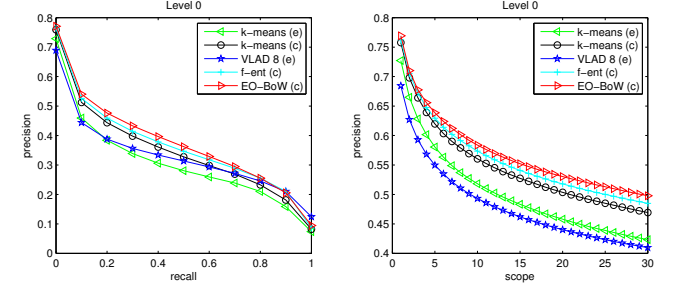 Level 0
precision
0.8
0.7
0.6
0.5
0.4
0.3
0.2
0.1
0
k−means (e)
k−means (c)
VLAD 8 (e)
f−ent (c)
EO−BoW (c)
0 0.2 0.4 0.6 0.8 1
recall
Level 0
precision
0.8
0.75
0.7
0.65
0.6
0.55
0.5
0.45
0.4
k−means (e)
k−means (c)
VLAD 8 (e)
f−ent (c)
EO−BoW (c)
0 5 10 15 20 25 30
scope